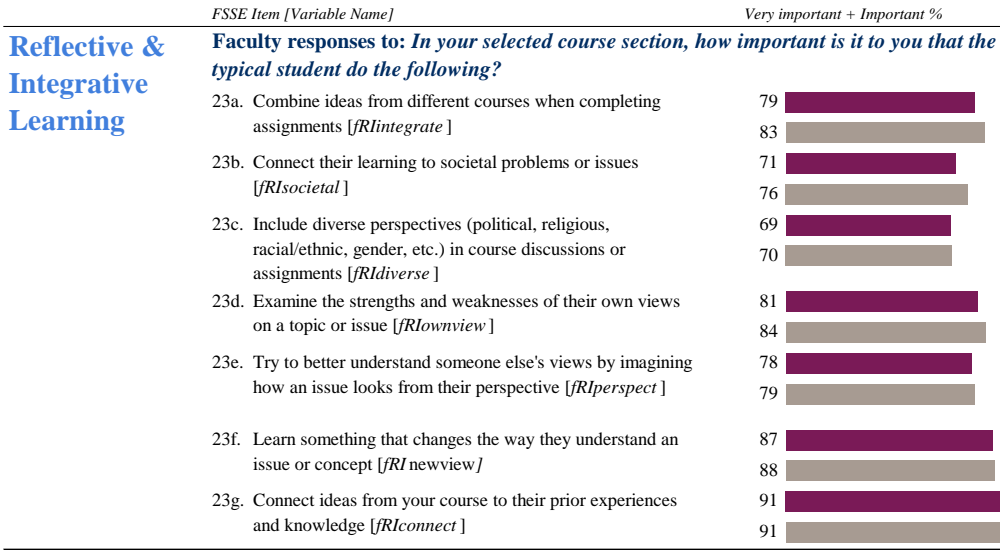 FSSE Item [Variable Name] Very important + Important %
Reflective &
Integrative
Learning
Faculty responses to: In your selected course section, how important is it to you that the
typical student do the following?
23a. Combine ideas from different courses when completing 79
assignments [fRIintegrate ] 83
23b. Connect their learning to societal problems or issues 71
[fRIsocietal ] 76
23c. Include diverse perspectives (political, religious, 69
racial/ethnic, gender, etc.) in course discussions or 70
assignments [fRIdiverse ]
23d. Examine the strengths and weaknesses of their own views 81
on a topic or issue [fRIownview ] 84
23e. Try to better understand someone else's views by imagining 78
how an issue looks from their perspective [fRIperspect ] 79
23f. Learn something that changes the way they understand an 87
issue or concept [fRI newview] 88
23g. Connect ideas from your course to their prior experiences 91
and knowledge [fRIconnect ] 91